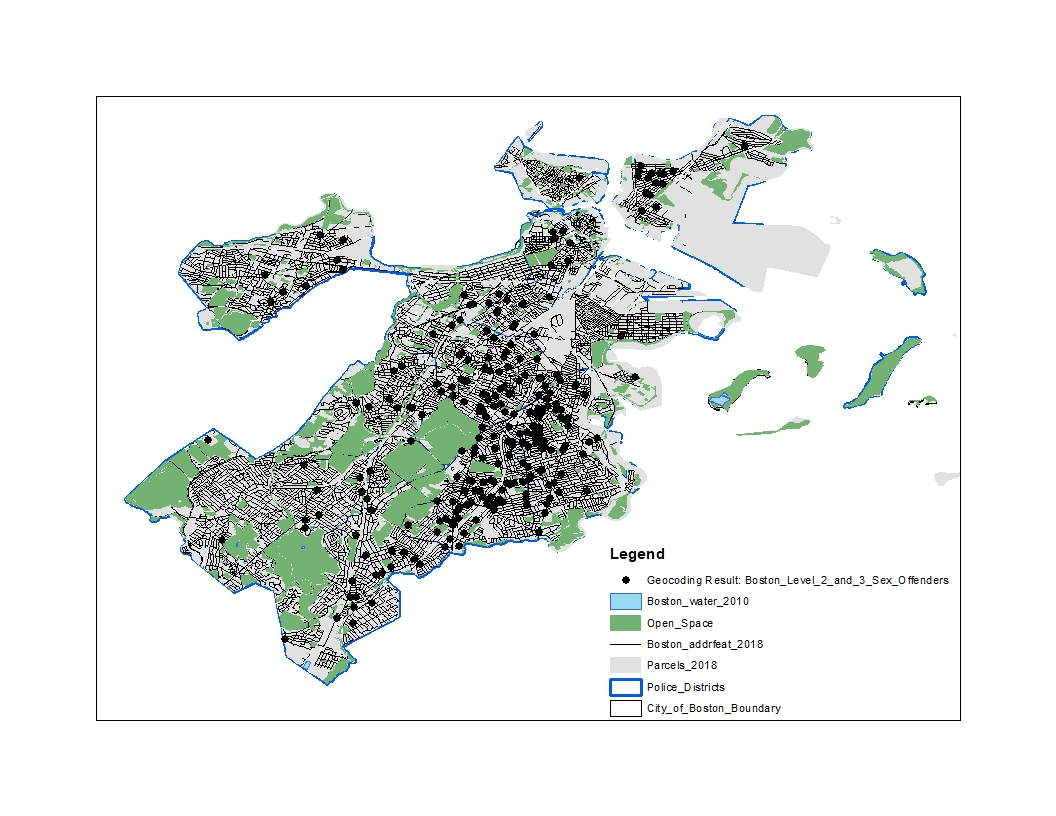 Legend
Geocoding Result: Boston_Level_2_and_3_Sex_Offenders
Boston_water_2010
Open_Space
Boston_addrfeat_2018
Parcels_2018
Police_Districts
City_of_Boston_Boundary